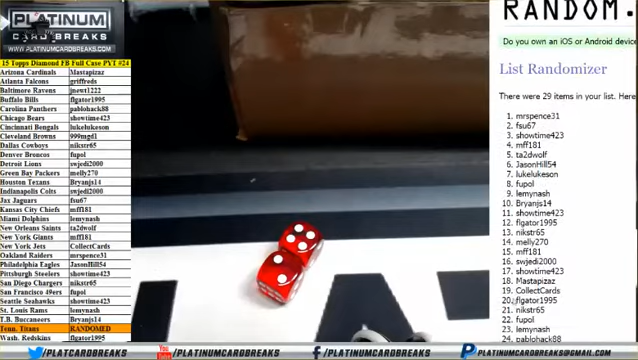 PLATINUM
CARD BREAKS
WWW.PLATINUMCARDBREAKS.COM
15 Topps Diamond FB Full Case PYT #24
Arizona Cardinals Mastapizaz
Atlanta Falcons griffreds
Baltimore Ravens jnewt1222
Buffalo Bills flgator1995
Carolina Panthers pablohack88
Chicago Bears showtime423
Cincinnati Bengals lukelukeson
Cleveland Browns 999mgd1
Dallas Cowboys nikstr65
Denver Broncos fupol
Detroit Lions swjedi2000
Green Bay Packers melly270
Houston Texans Bryanjs14
Indianapolis Colts swjedi2000
Jax Jaguars fsu67
Kansas City Chiefs mff181
Miami Dolphins lemynash
New Orleans Saints ta2dwolf
New York Giants mff181
New York Jets CollectCards
Oakland Raiders mrspence31
Philadelphia Eagles JasonHill54
Pittsburgh Steelers showtime423
San Diego Chargers nikstr65
San Francisco 49ers fupol
Seattle Seahawks showtime423
St. Louis Rams lemynash
T.B. Buccaneers Bryanjs14
Tenn. Titans RANDOMED
Wash. Redskins flgator1995
RANDOM.
Do you own an iOS or Android device
List Randomizer
There were 29 items in your list. Here
1. mrspence31
2. fsu67
3. showtime423
4. mff181
5. ta2dwolf
6. JasonHill54
7. lukelukeson
8. fupol
9. lemynash
10. Bryanjs14
11. showtime423
12. flgator1995
13. nikstr65
14. melly270
15. mff181
16. swjedi2000
17. showtime423
18. Mastapizaz
19. CollectCards
20. flgator1995
21. nikstr65
22. fupol
23. lemynash
24. pablohack88
/PLATCARDBREAKS
You Tube
/PLATINUMCARDBREAKS
/PLATINUMCARDBREAKS
PLATINUMCARDBREAKS@GMAIL.COM